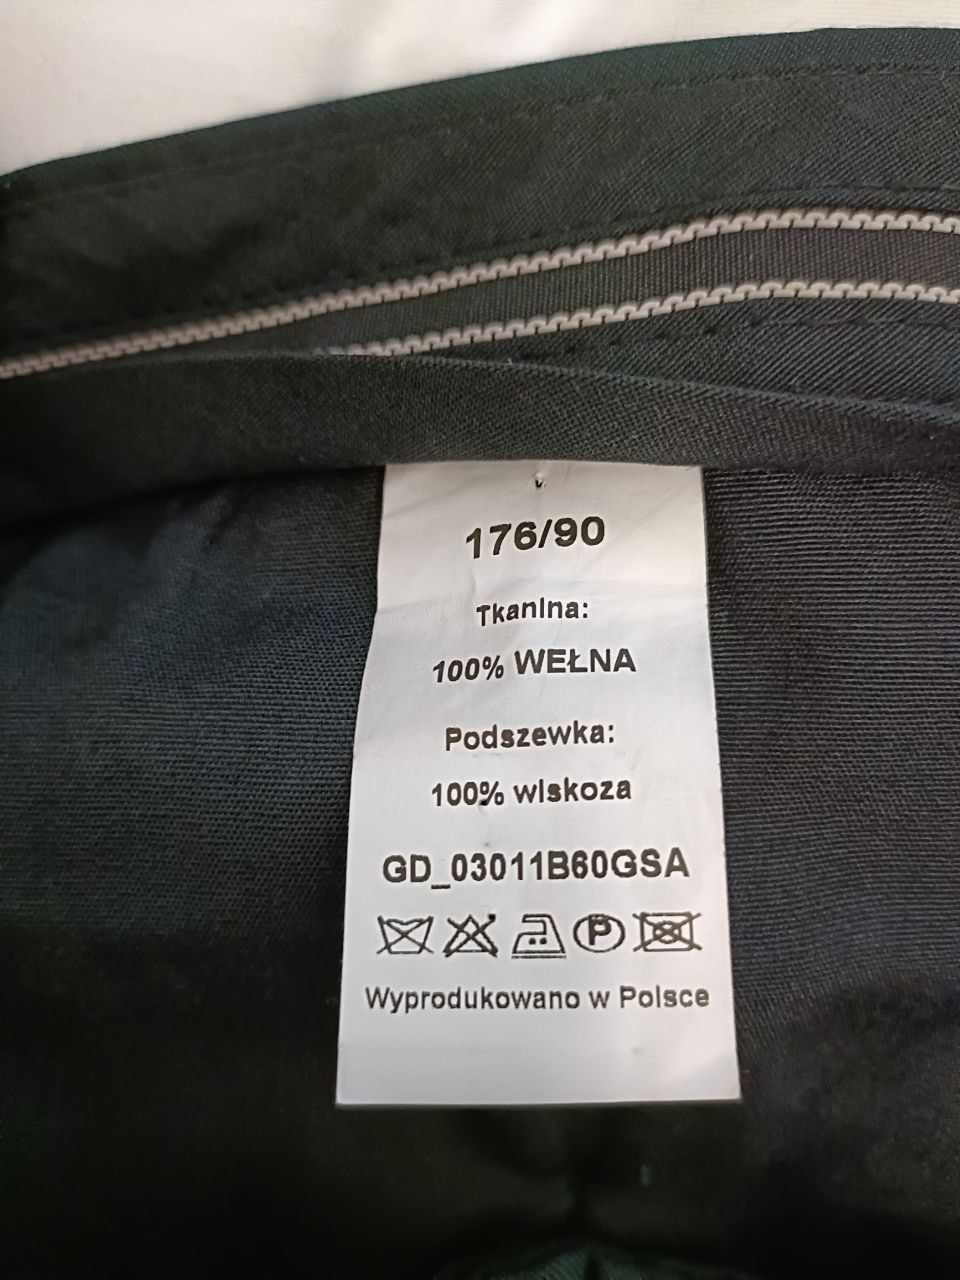 176/90
Tkanina:
100% WEŁNA
Podszewka:
100% wiskoza
GD_03011B60GSA
P
Wyprodukowano w Polsce